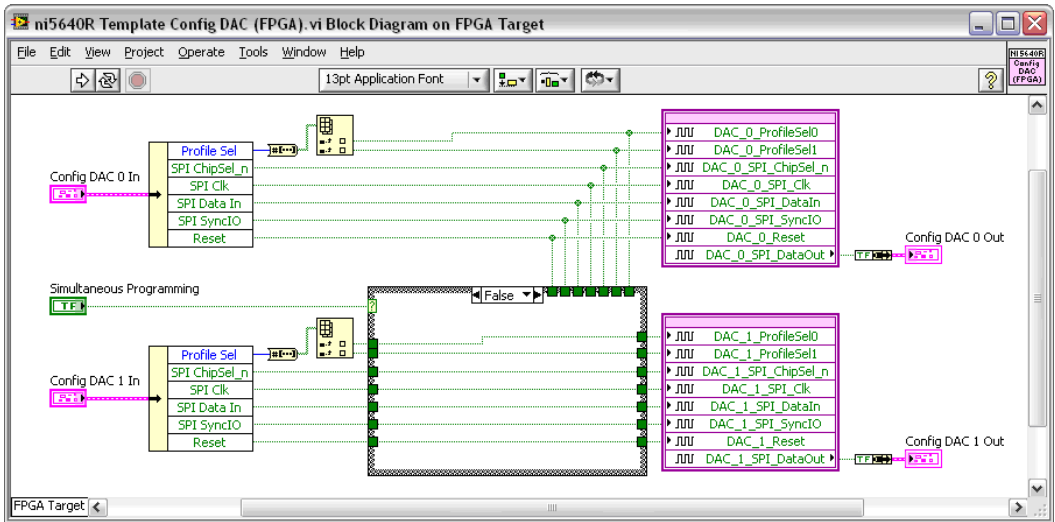 ni5640R Template Config DAC (FPGA).vi Block Diagram on FPGA Target
File Edit View Project Operate Tools Window Help
NI5640R
Config
DAC
(FPGA)
13pt Application Font
?
Config DAC 0 In
Profile Sel
SPI ChipSel_n
SPI Clk
SPI Data In
SPI SyncIO
Reset
DAC_0_ProfileSel0
DAC_0_ProfileSel1
DAC_0_SPI_ChipSel_n
DAC_0_SPI_Clk
DAC_0_SPI_DataIn
DAC_0_SPI_SyncIO
DAC_0_Reset
DAC_0_SPI_DataOut
TF
Config DAC 0 Out
Simultaneous Programming
TF
?
False
Config DAC 1 In
Profile Sel
SPI ChipSel_n
SPI Clk
SPI Data In
SPI SyncIO
Reset
DAC_1_ProfileSel0
DAC_1_ProfileSel1
DAC_1_SPI_ChipSel_n
DAC_1_SPI_Clk
DAC_1_SPI_DataIn
DAC_1_SPI_SyncIO
DAC_1_Reset
DAC_1_SPI_DataOut
TF
Config DAC 1 Out
FPGA Target